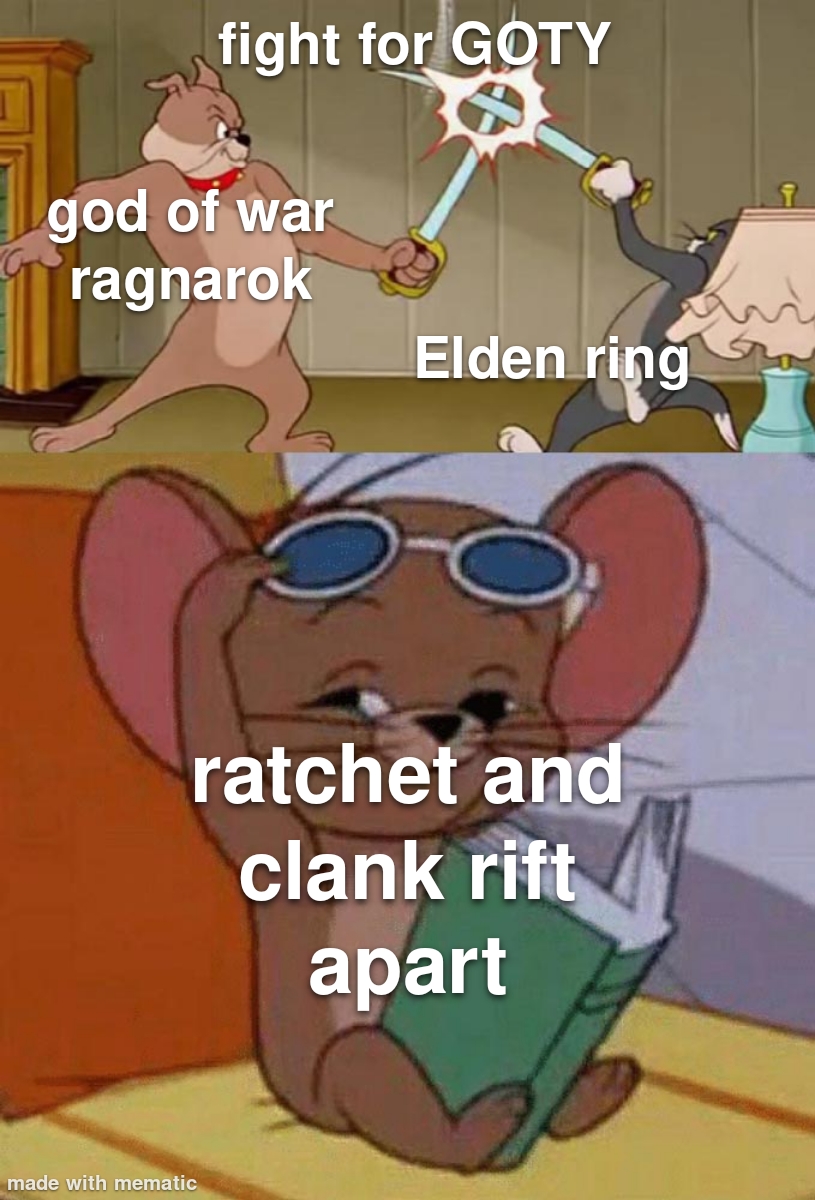 fight for GOTY
god of war
ragnarok
Elden ring
ratchet and
clank rift
apart
made with mematic